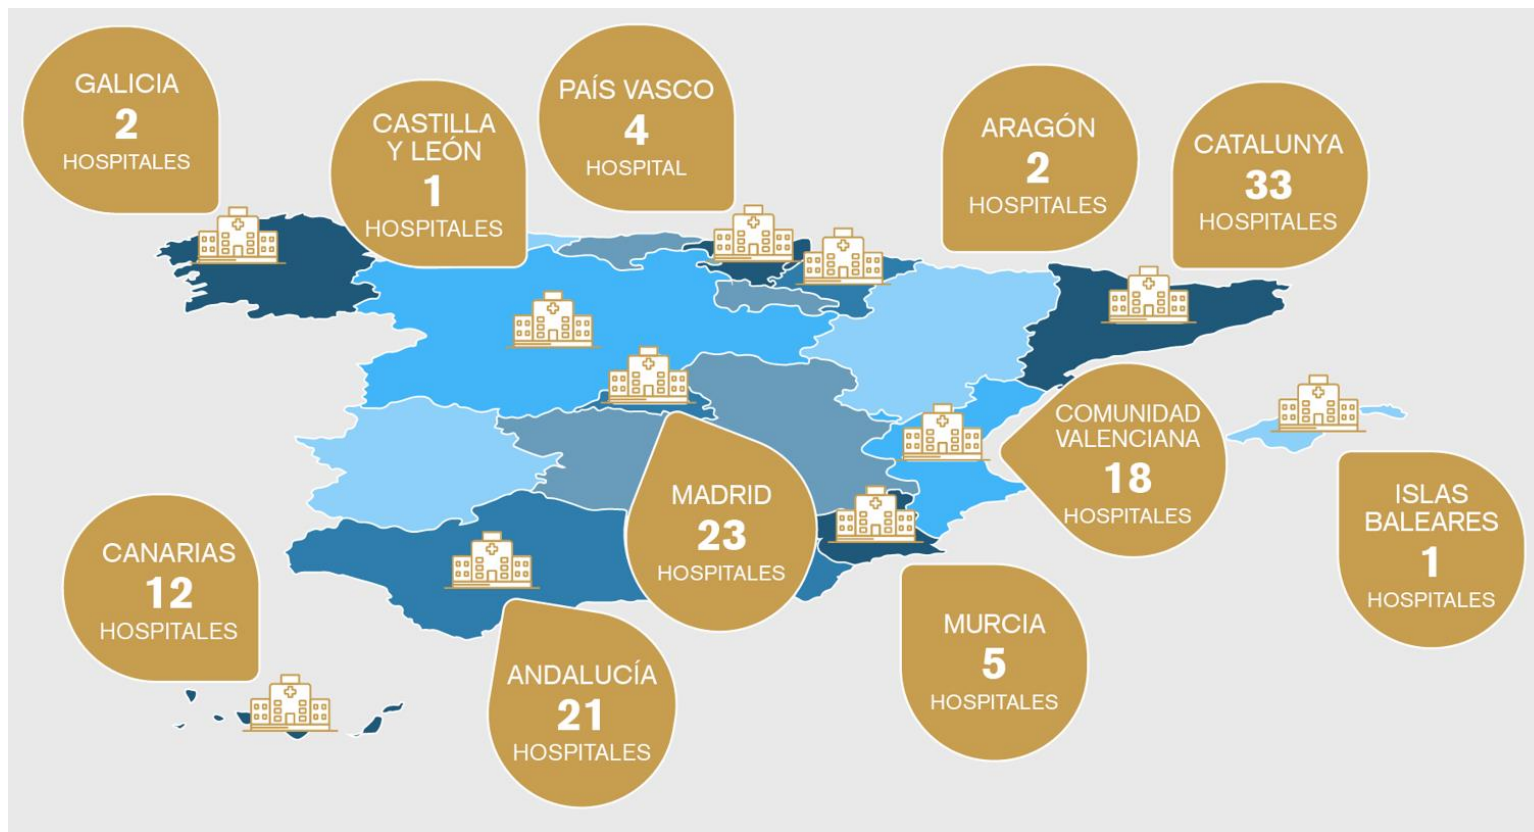 GALICIA
2
HOSPITALES
CASTILLA
Y LEÓN
1
HOSPITALES
PAÍS VASCO
4
HOSPITAL
ARAGÓN
2
HOSPITALES
CATALUNYA
33
HOSPITALES
COMUNIDAD
VALENCIANA
18
HOSPITALES
ISLAS
BALEARES
1
HOSPITALES
MADRID
23
HOSPITALES
CANARIAS
12
HOSPITALES
ANDALUCÍA
21
HOSPITALES
MURCIA
5
HOSPITALES